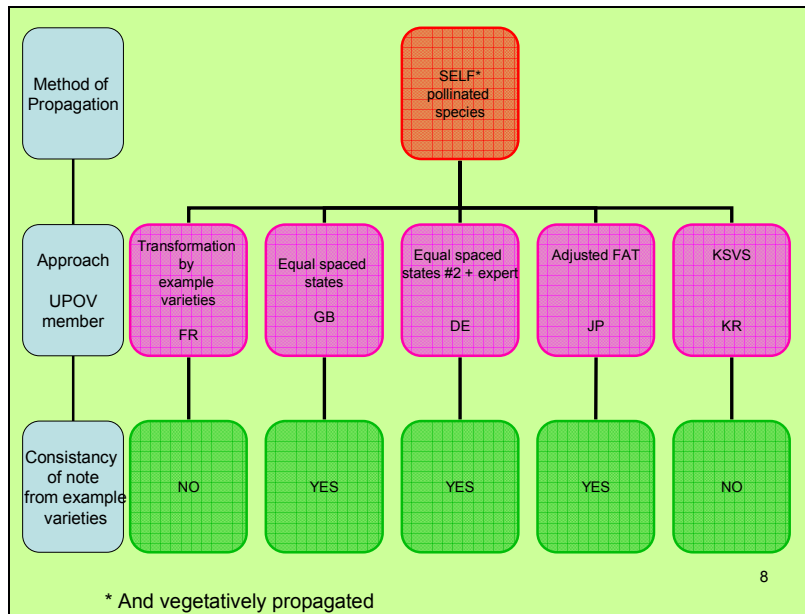 Method of
Propagation
SELF*
pollinated
species
Approach
UPOV
member
Transformation
by
example
varieties
FR
Equal spaced
states
GB
Equal spaced
states #2 + expert
DE
Adjusted FAT
JP
KSVS
KR
Consistancy
of note
from example
varieties
NO
YES
YES
YES
NO
8
* And vegetatively propagated